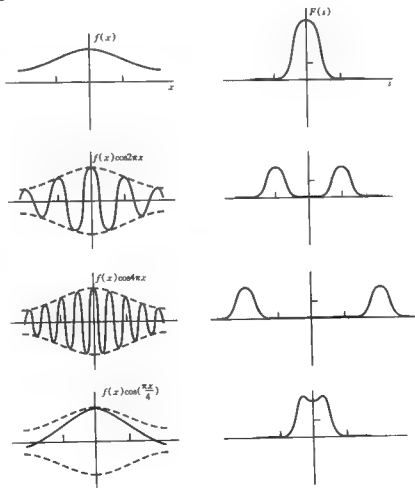 f(x)
F(s)
x
s
f(x)cos2πx
f(x)cos4πx
f(x)cos(πx/4)